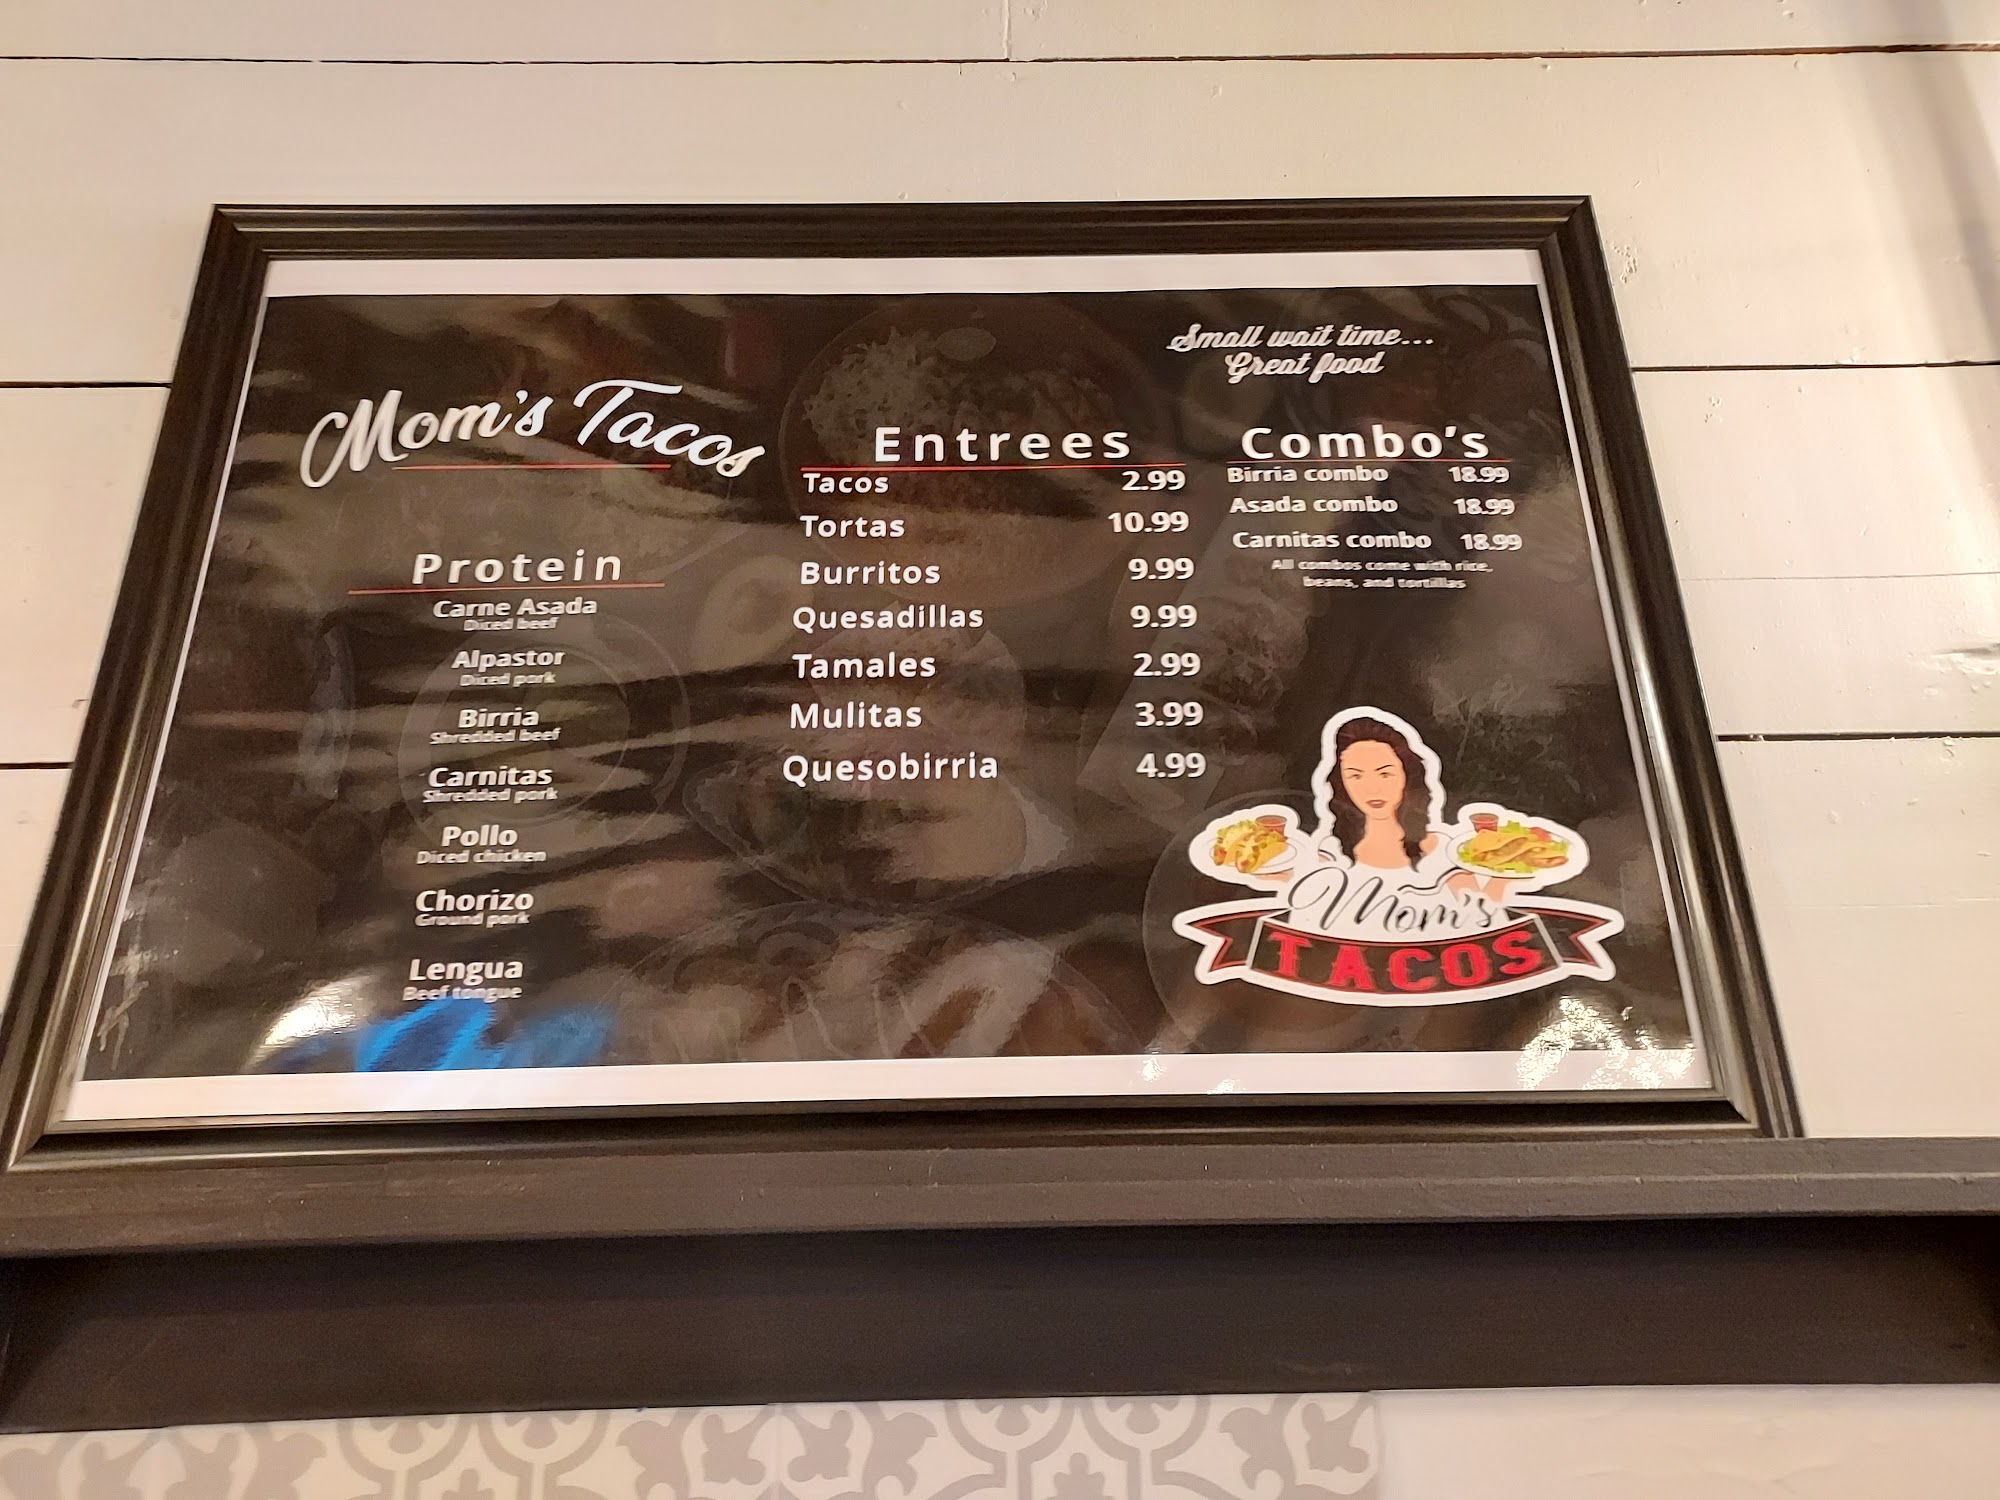 Mom's Tacos
Protein
Carne Asada
Diced beef
Alpastor
Diced pork
Birria
Shredded beef
Carnitas
Shredded pork
Pollo
Diced chicken
Chorizo
Ground pork
Lengua
Beef tongue
Entrees
Tacos 2.99
Tortas 10.99
Burritos 9.99
Quesadillas 9.99
Tamales 2.99
Mulitas 3.99
Quesobirria 4.99
Small wait time...
Great food
Combo's
Birria combo 18.99
Asada combo 18.99
Carnitas combo 18.99
All combos come with rice,
beans, and tortillas
Mom's
TACOS